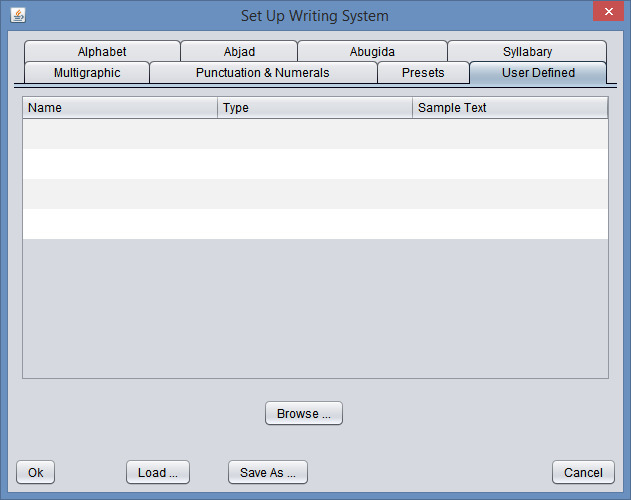 Set Up Writing System
Alphabet Abjad Abugida Syllabary
Multigraphic Punctuation & Numerals Presets User Defined
Name Type Sample Text
Browse ...
Ok Load ... Save As ... Cancel